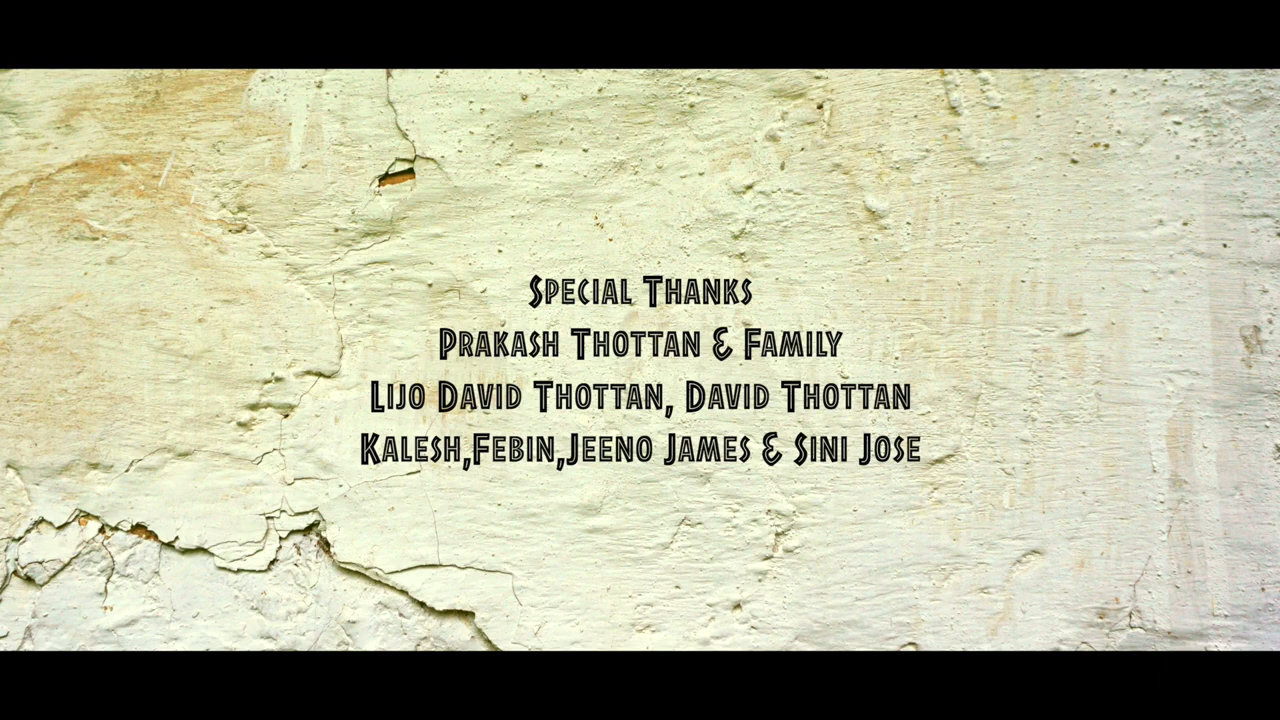 Special Thanks
Prakash Thottan & Family
Lijo David Thottan, David Thottan
Kalesh,Febin,Jeeno James & Sini Jose